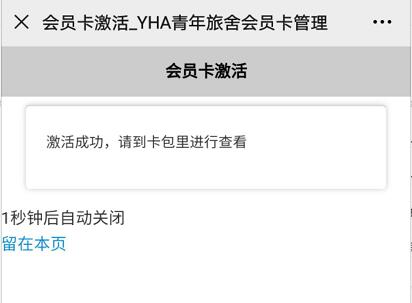 会员卡激活_YHA青年旅舍会员卡管理
会员卡激活
激活成功，请到卡包里进行查看
1秒钟后自动关闭
留在本页